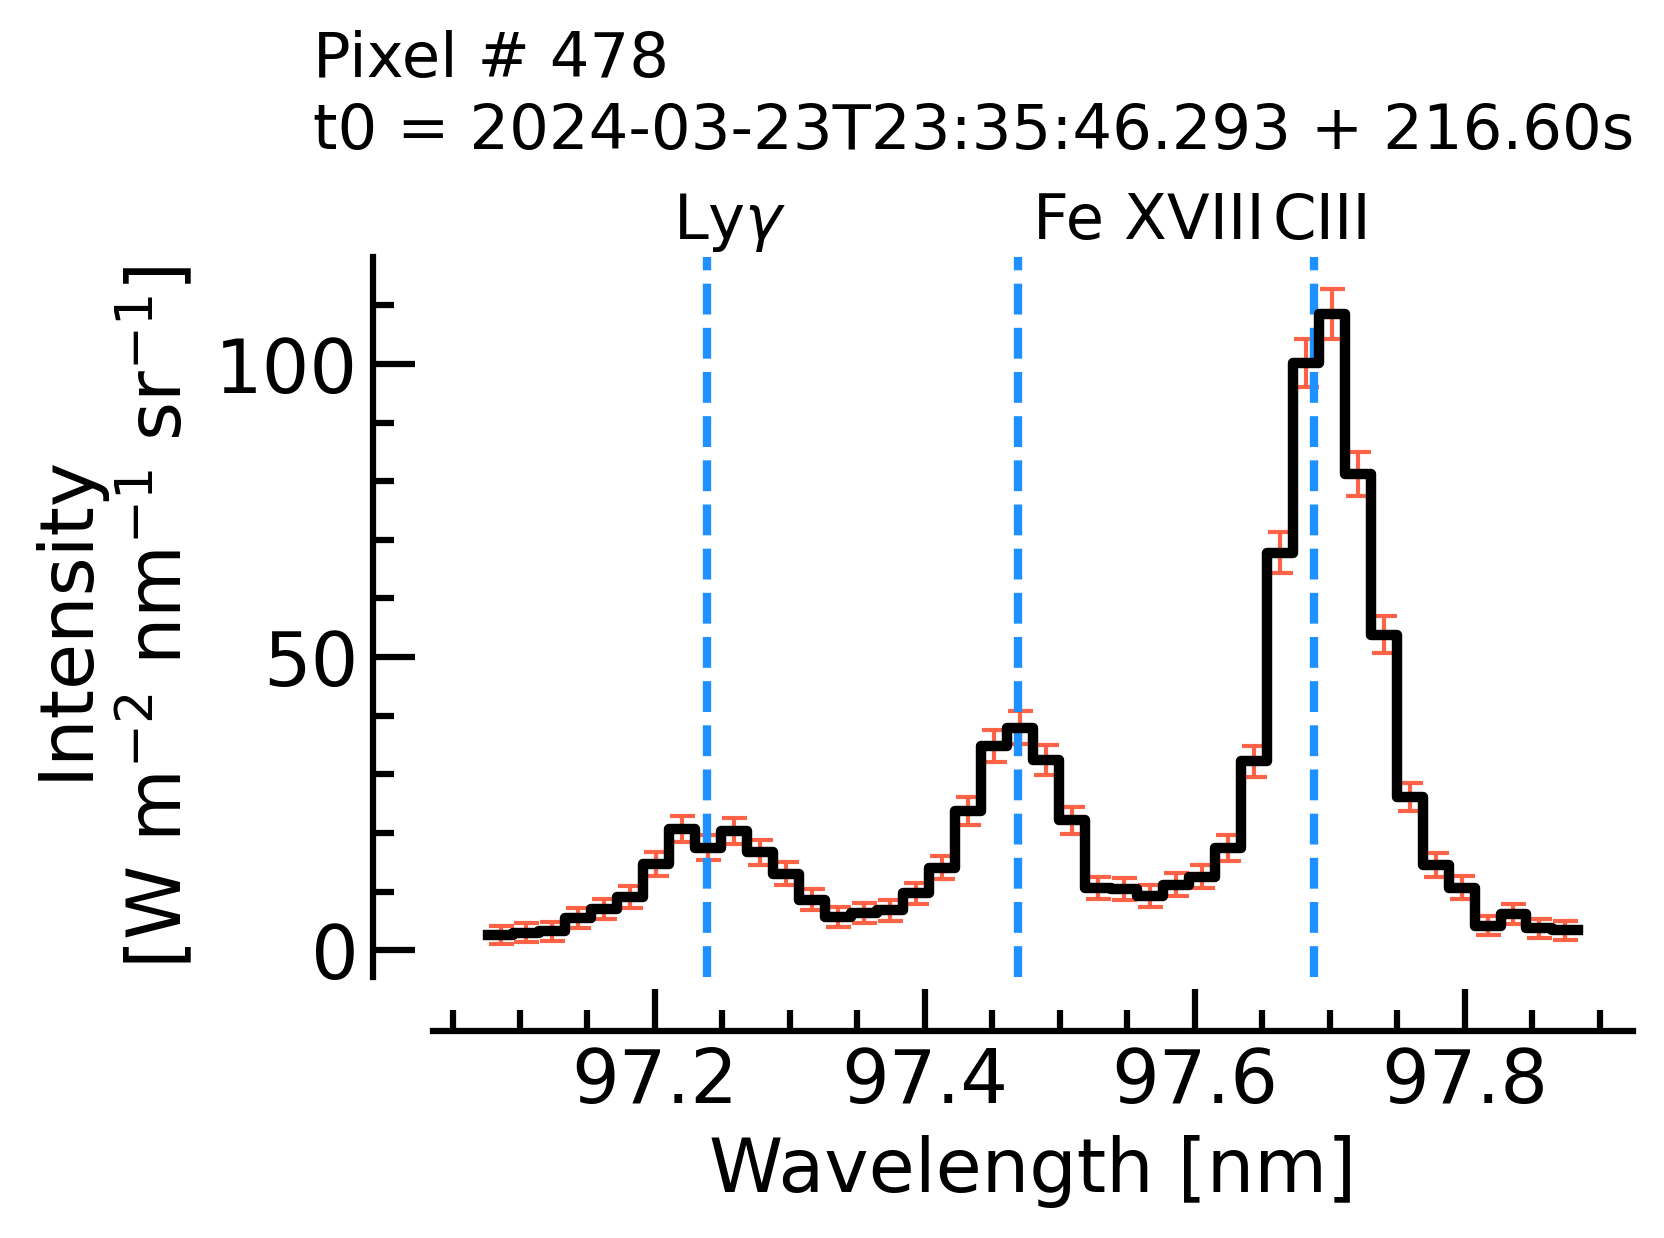 Pixel # 478
t0 = 2024-03-23T23:35:46.293 + 216.60s
Lyγ Fe XVIII CIII
Intensity
[W m⁻² nm⁻¹ sr⁻¹]
100
50
0
97.2 97.4 97.6 97.8
Wavelength [nm]